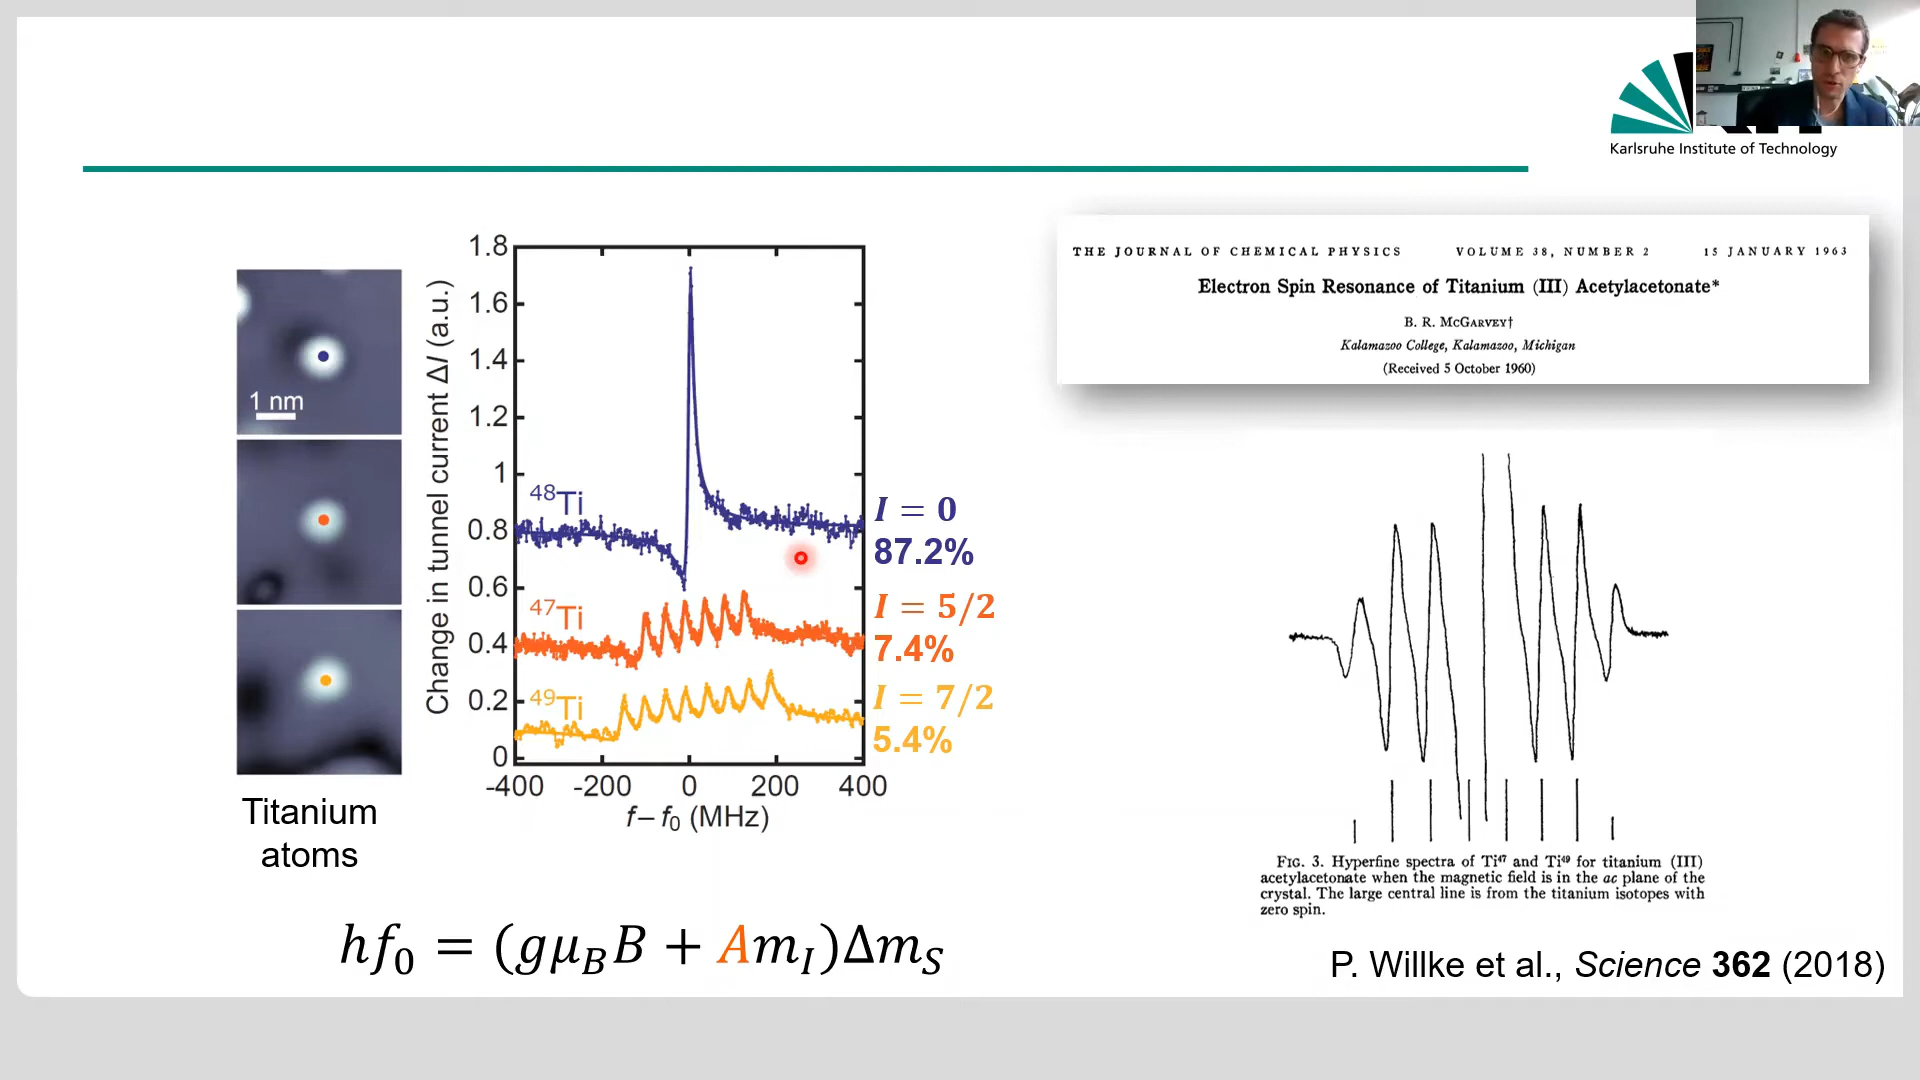 Karlsruhe Institute of Technology
1 nm
Titanium
atoms
Change in tunnel current ΔI (a.u.)
1.8
1.6
1.4
1.2
1
0.8
0.6
0.4
0.2
0
⁴⁸Ti
⁴⁷Ti
⁴⁹Ti
-400 -200 0 200 400
f – f₀ (MHz)
I = 0
87.2%
I = 5/2
7.4%
I = 7/2
5.4%
hf₀ = (gμ_B B + Am_I)Δm_S
THE JOURNAL OF CHEMICAL PHYSICS VOLUME 38, NUMBER 2 15 JANUARY 1963
Electron Spin Resonance of Titanium (III) Acetylacetonate*
B. R. McGARVEY†
Kalamazoo College, Kalamazoo, Michigan
(Received 5 October 1960)
FIG. 3. Hyperfine spectra of Ti⁴⁷ and Ti⁴⁹ for titanium (III)
acetylacetonate when the magnetic field is in the ac plane of the
crystal. The large central line is from the titanium isotopes with
zero spin.
P. Willke et al., Science 362 (2018)